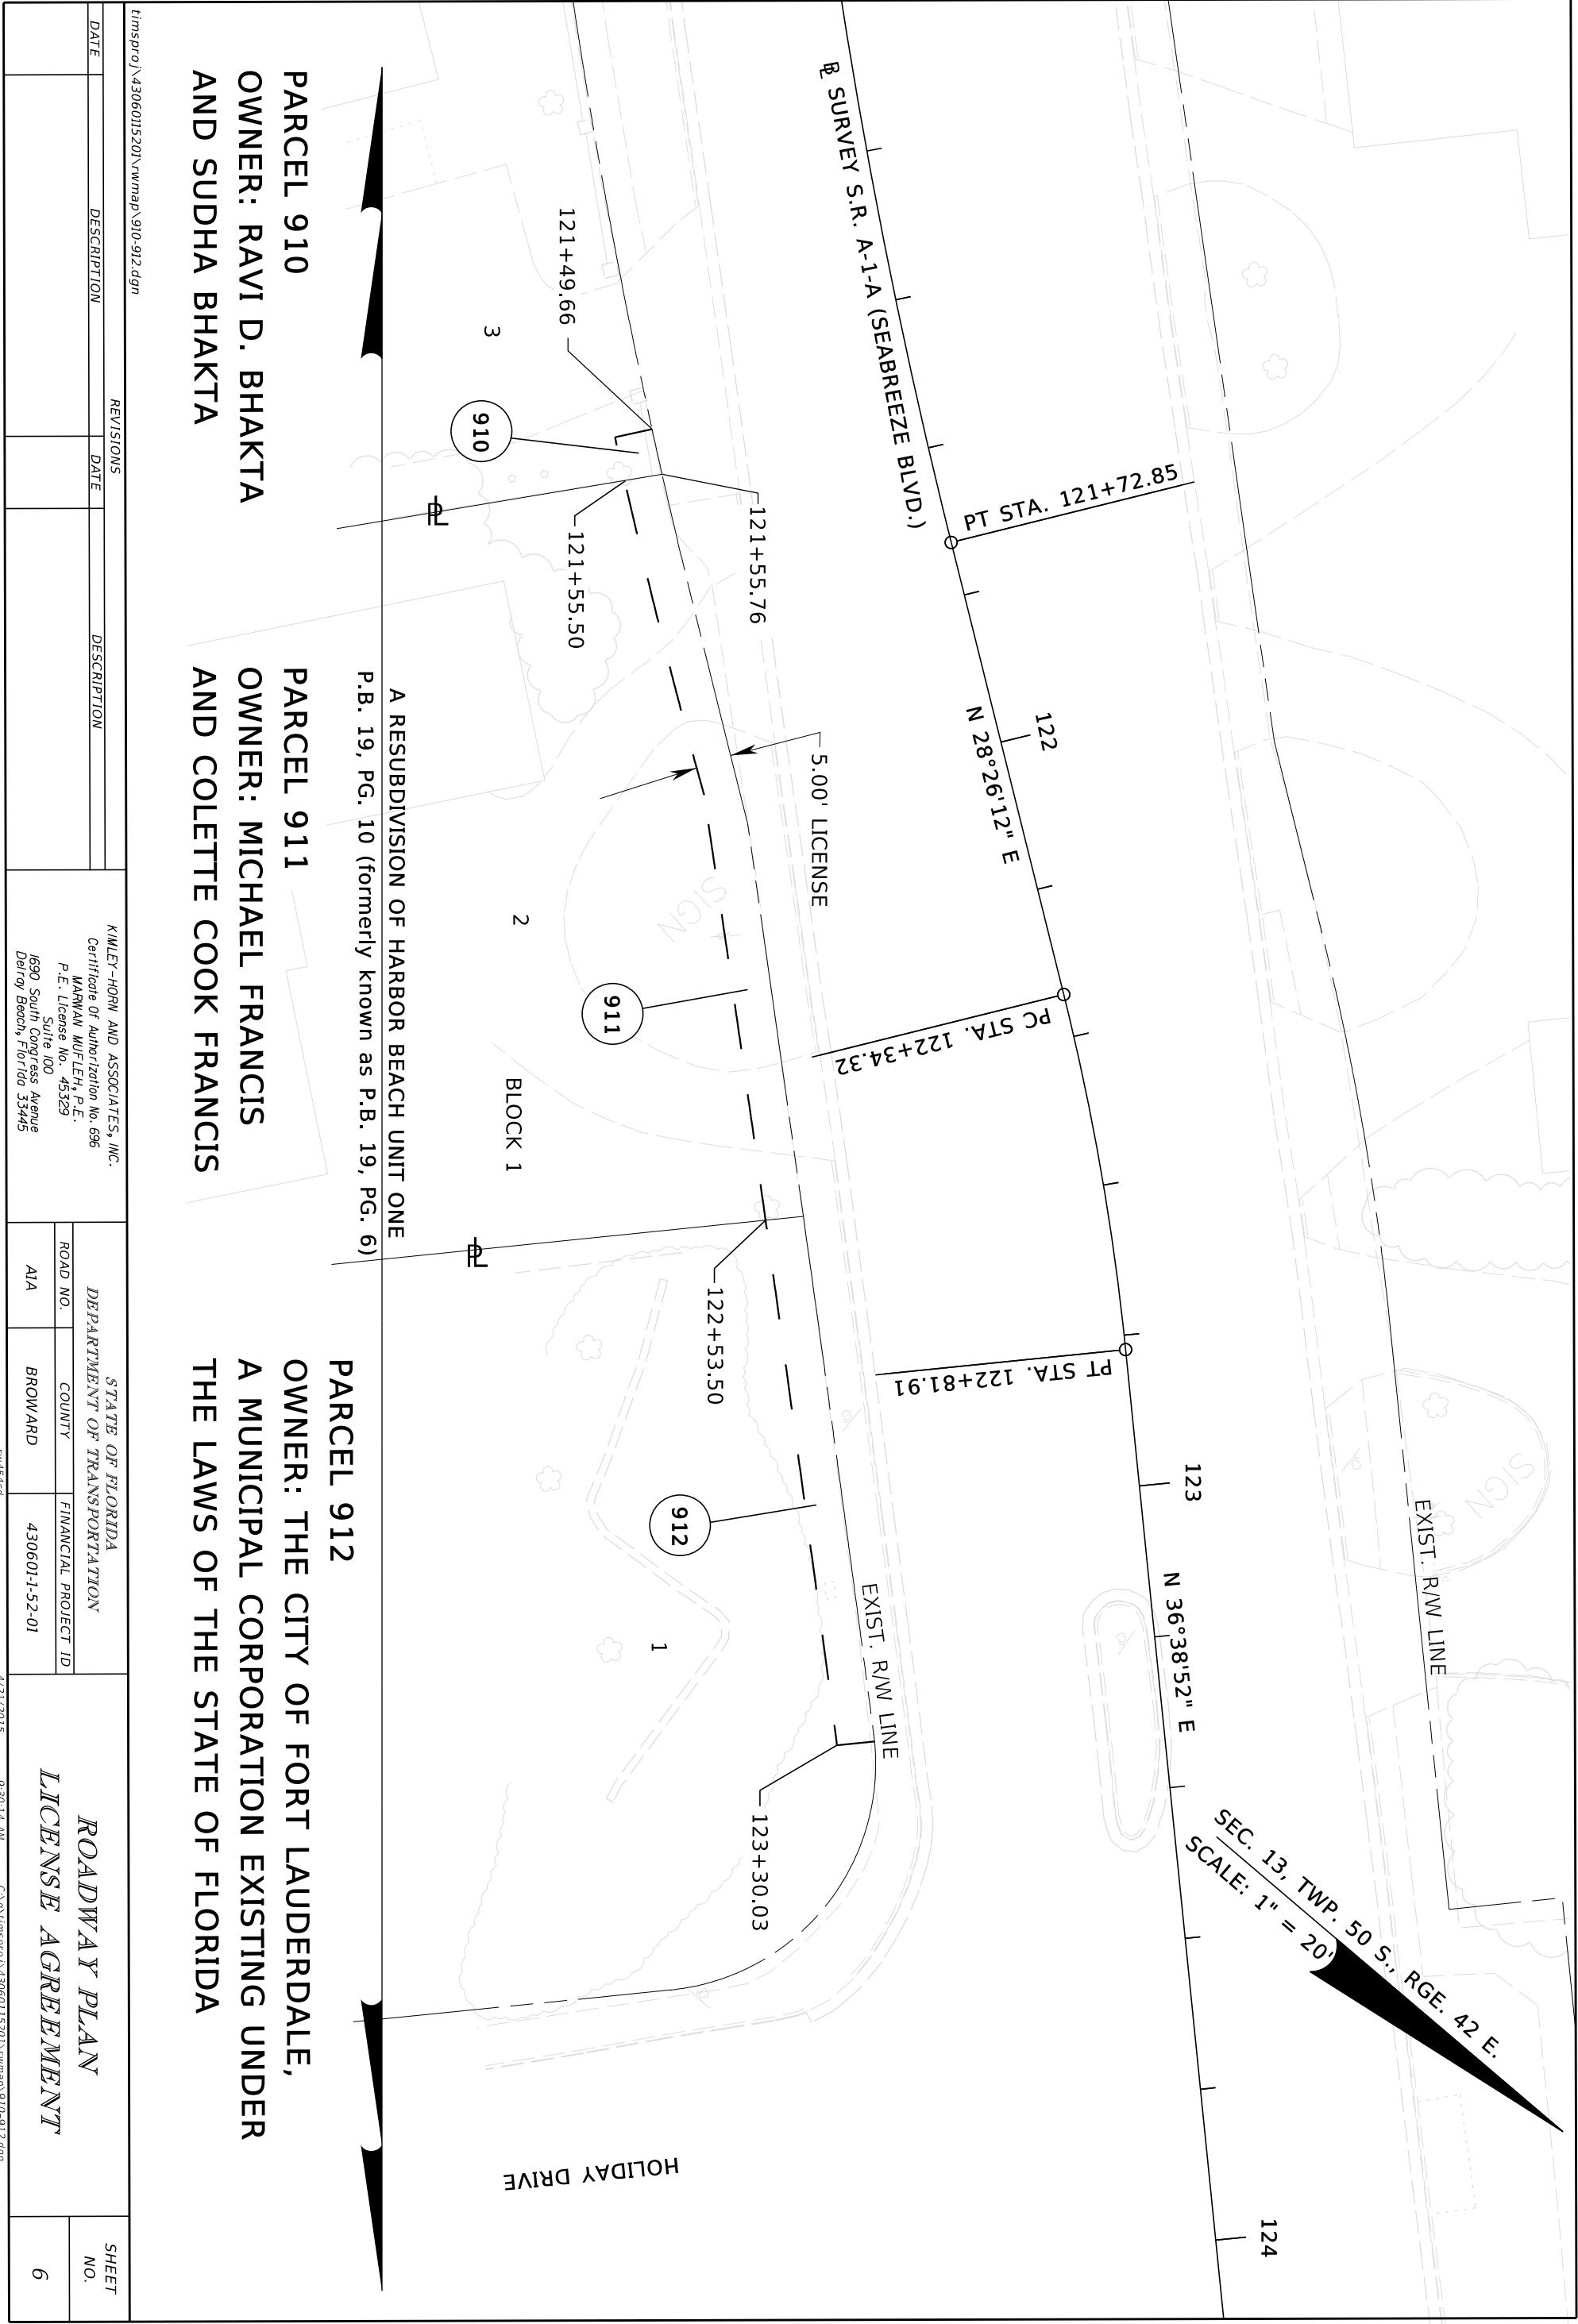 SEC. 13, TWP. 50 S., RGE. 42 E.
SCALE: 1" = 20'
EXIST. R/W LINE
SIGN
PT STA. 121+72.85
122
123
124
℄ SURVEY S.R. A-1-A (SEABREEZE BLVD.)
N 28°26'12" E
N 36°38'52" E
PC STA. 122+34.32
PT STA. 122+81.91
EXIST. R/W LINE
5.00' LICENSE
121+55.76
121+49.66
121+55.50
122+53.50
123+30.03
SIGN
3
910
2
911
BLOCK 1
912
1
HOLIDAY DRIVE
A RESUBDIVISION OF HARBOR BEACH UNIT ONE
P.B. 19, PG. 10 (formerly known as P.B. 19, PG. 6)
PARCEL 910
OWNER: RAVI D. BHAKTA
AND SUDHA BHAKTA
PARCEL 911
OWNER: MICHAEL FRANCIS
AND COLETTE COOK FRANCIS
PARCEL 912
OWNER: THE CITY OF FORT LAUDERDALE,
A MUNICIPAL CORPORATION EXISTING UNDER
THE LAWS OF THE STATE OF FLORIDA
timsproj\43060115201\rwmap\910-912.dgn
REVISIONS
DATE DESCRIPTION DATE DESCRIPTION
KIMLEY-HORN AND ASSOCIATES, INC.
Certificate Of Authorization No. 696
MARWAN MUFLEH, P.E.
P.E. License No. 45329
Suite 100
1690 South Congress Avenue
Delray Beach, Florida 33445
STATE OF FLORIDA
DEPARTMENT OF TRANSPORTATION
ROAD NO. COUNTY FINANCIAL PROJECT ID
A1A BROWARD 430601-1-52-01
ROADWAY PLAN
LICENSE AGREEMENT
SHEET
NO.
6